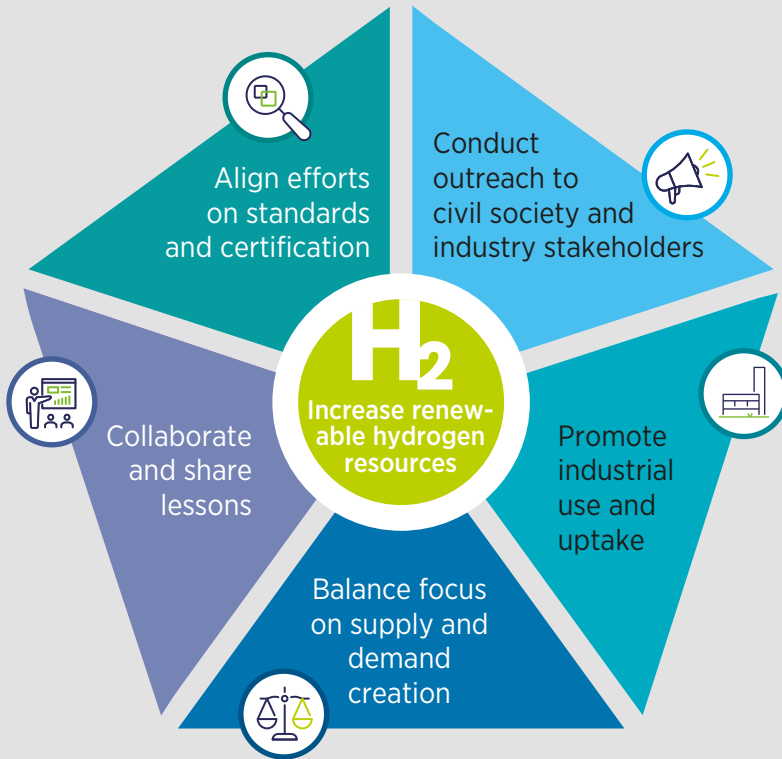 Align efforts
on standards
and certification
Conduct
outreach to
civil society and
industry stakeholders
H2
Increase renew-
able hydrogen
resources
Collaborate
and share
lessons
Promote
industrial
use and
uptake
Balance focus
on supply and
demand
creation